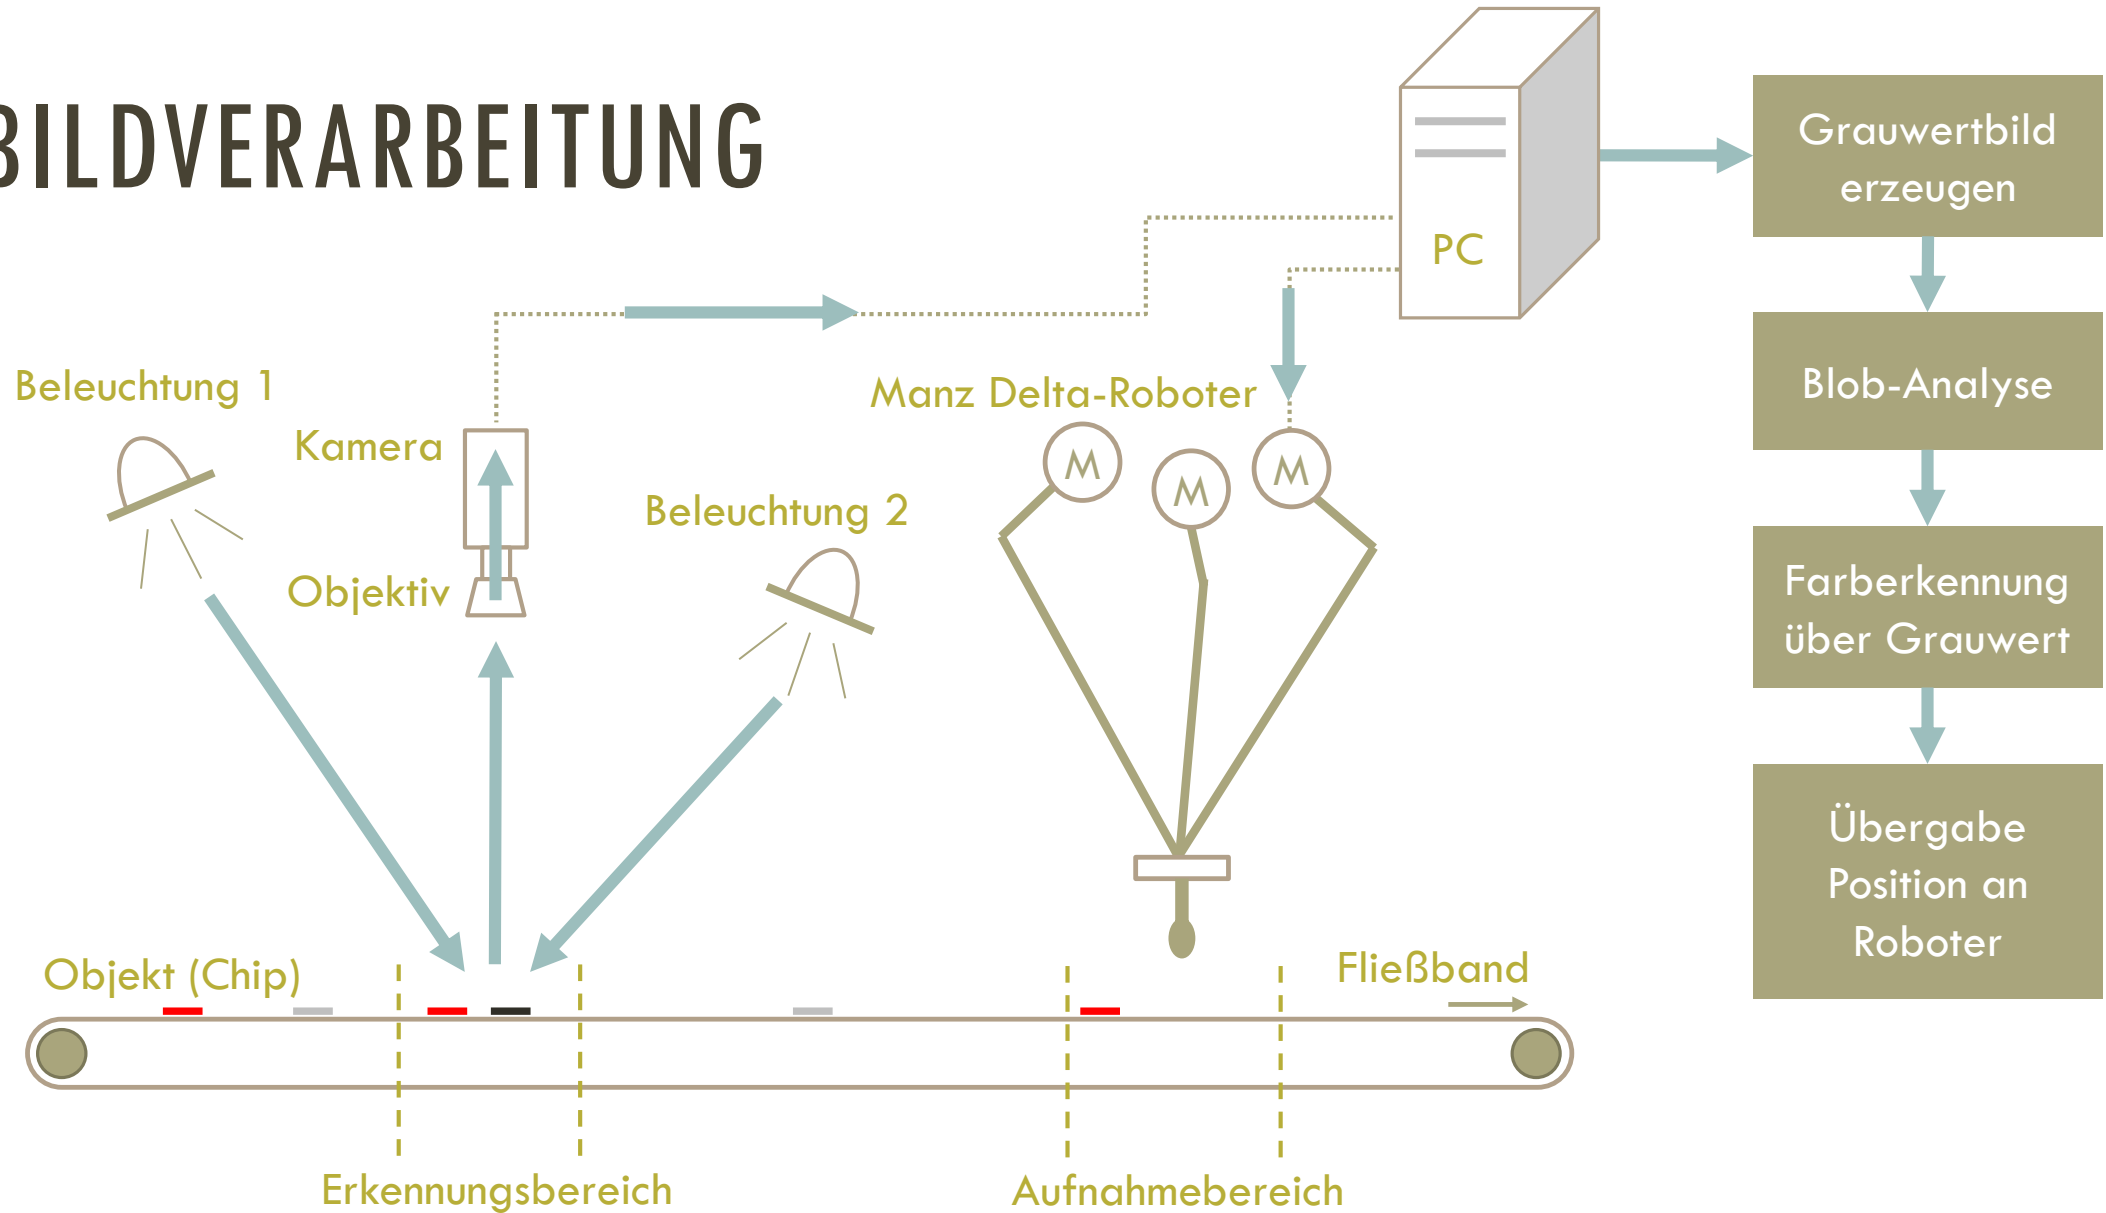 BILDVERARBEITUNG
PC
Grauwertbild
erzeugen
Blob-Analyse
Farberkennung
über Grauwert
Übergabe
Position an
Roboter
Beleuchtung 1
Kamera
Objektiv
Beleuchtung 2
Manz Delta-Roboter
M
M
M
Objekt (Chip)
Fließband
Erkennungsbereich
Aufnahmebereich